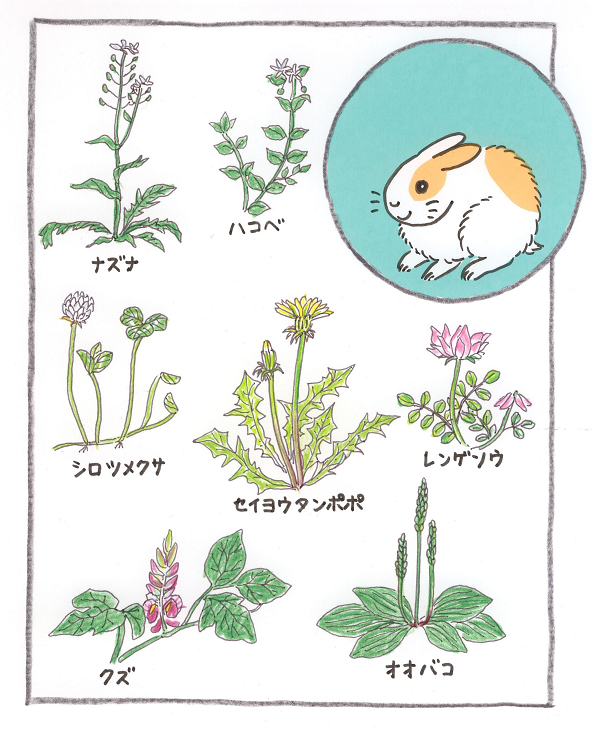 ナズナ
ハコベ
シロツメクサ
セイヨウタンポポ
レンゲソウ
クズ
オオバコ